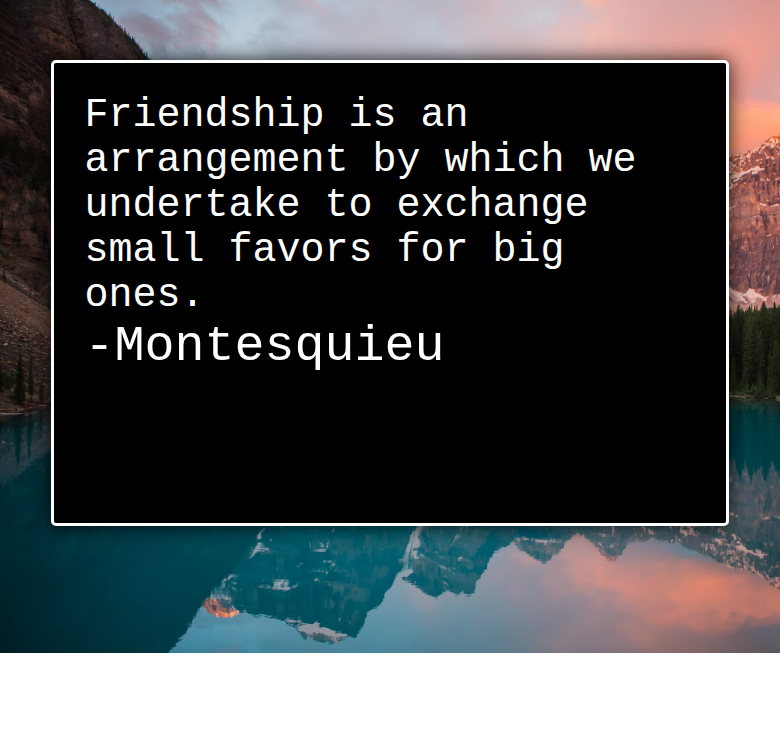 Friendship is an
arrangement by which we
undertake to exchange
small favors for big
ones.
-Montesquieu